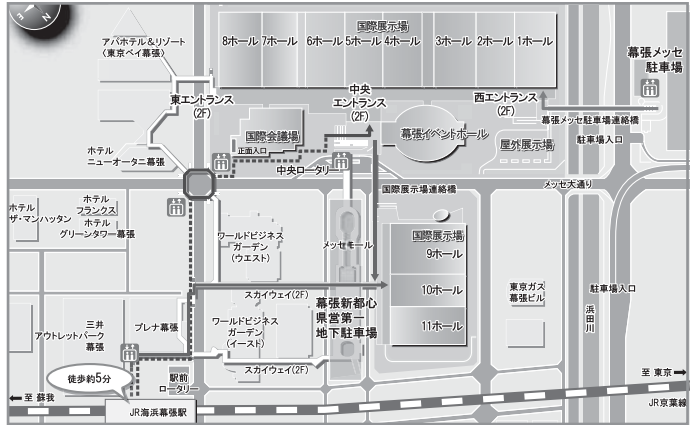 N
アパホテル&リゾート
(東京ベイ幕張)
国際展示場
8ホール
7ホール
6ホール
5ホール
4ホール
3ホール
2ホール
1ホール
幕張メッセ
駐車場
東エントランス
(2F)
中央
エントランス
(2F)
西エントランス
(2F)
幕張メッセ駐車場連絡橋
国際会議場
正面入口
幕張イベントホール
屋外展示場
駐車場入口
ホテル
ニューオータニ幕張
中央ロータリー
国際展示場連絡橋
メッセ大通り
ホテル
ザ・マンハッタン
ホテル
フランクス
ホテル
グリーンタワー幕張
ワールドビジネス
ガーデン
(ウエスト)
メッセモール
国際展示場
9ホール
10ホール
11ホール
東京ガス
幕張ビル
浜田川
駐車場入口
スカイウェイ(2F)
幕張新都心
県営第一
地下駐車場
三井
アウトレットパーク
幕張
プレナ幕張
ワールドビジネス
ガーデン
(イースト)
スカイウェイ(2F)
徒歩約5分
駅前
ロータリー
至 東京
至 蘇我
JR海浜幕張駅
JR京葉線